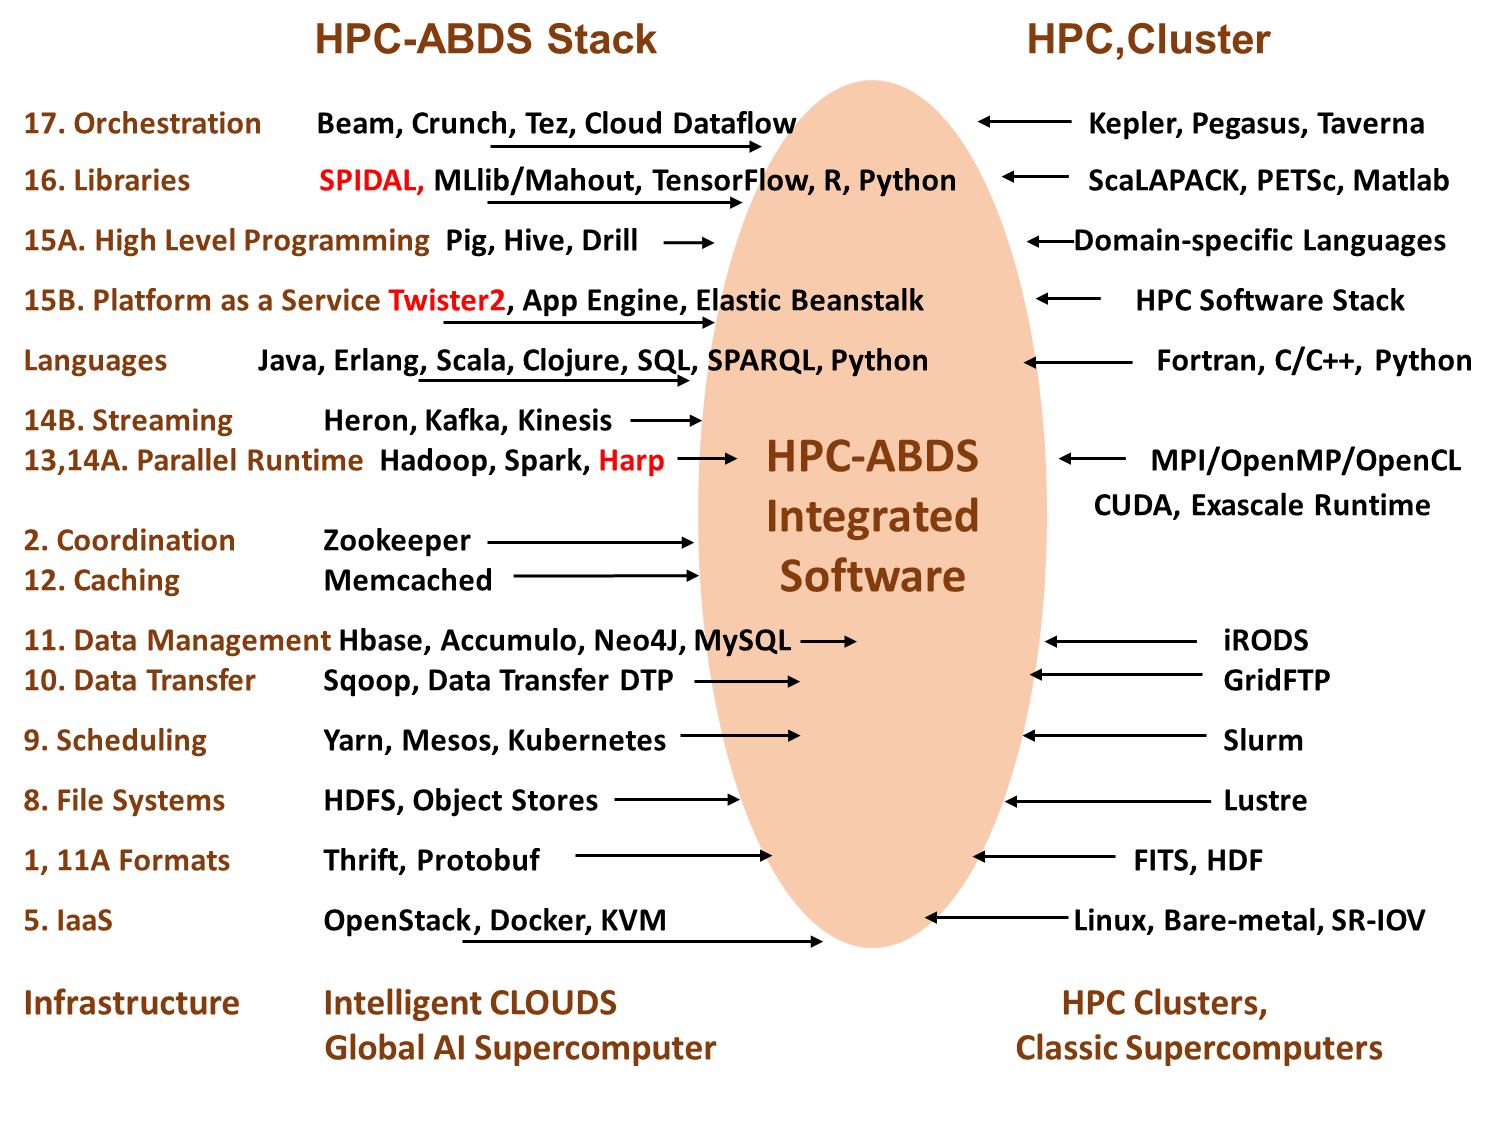 HPC-ABDS Stack HPC,Cluster
17. Orchestration Beam, Crunch, Tez, Cloud Dataflow Kepler, Pegasus, Taverna
16. Libraries SPIDAL, MLlib/Mahout, TensorFlow, R, Python ScaLAPACK, PETSc, Matlab
15A. High Level Programming Pig, Hive, Drill Domain-specific Languages
15B. Platform as a Service Twister2, App Engine, Elastic Beanstalk HPC Software Stack
Languages Java, Erlang, Scala, Clojure, SQL, SPARQL, Python Fortran, C/C++, Python
14B. Streaming Heron, Kafka, Kinesis
13,14A. Parallel Runtime Hadoop, Spark, Harp HPC-ABDS MPI/OpenMP/OpenCL
Integrated CUDA, Exascale Runtime
2. Coordination Zookeeper
12. Caching Memcached Software
11. Data Management Hbase, Accumulo, Neo4J, MySQL iRODS
10. Data Transfer Sqoop, Data Transfer DTP GridFTP
9. Scheduling Yarn, Mesos, Kubernetes Slurm
8. File Systems HDFS, Object Stores Lustre
1, 11A Formats Thrift, Protobuf FITS, HDF
5. IaaS OpenStack, Docker, KVM Linux, Bare-metal, SR-IOV
Infrastructure Intelligent CLOUDS HPC Clusters,
Global AI Supercomputer Classic Supercomputers